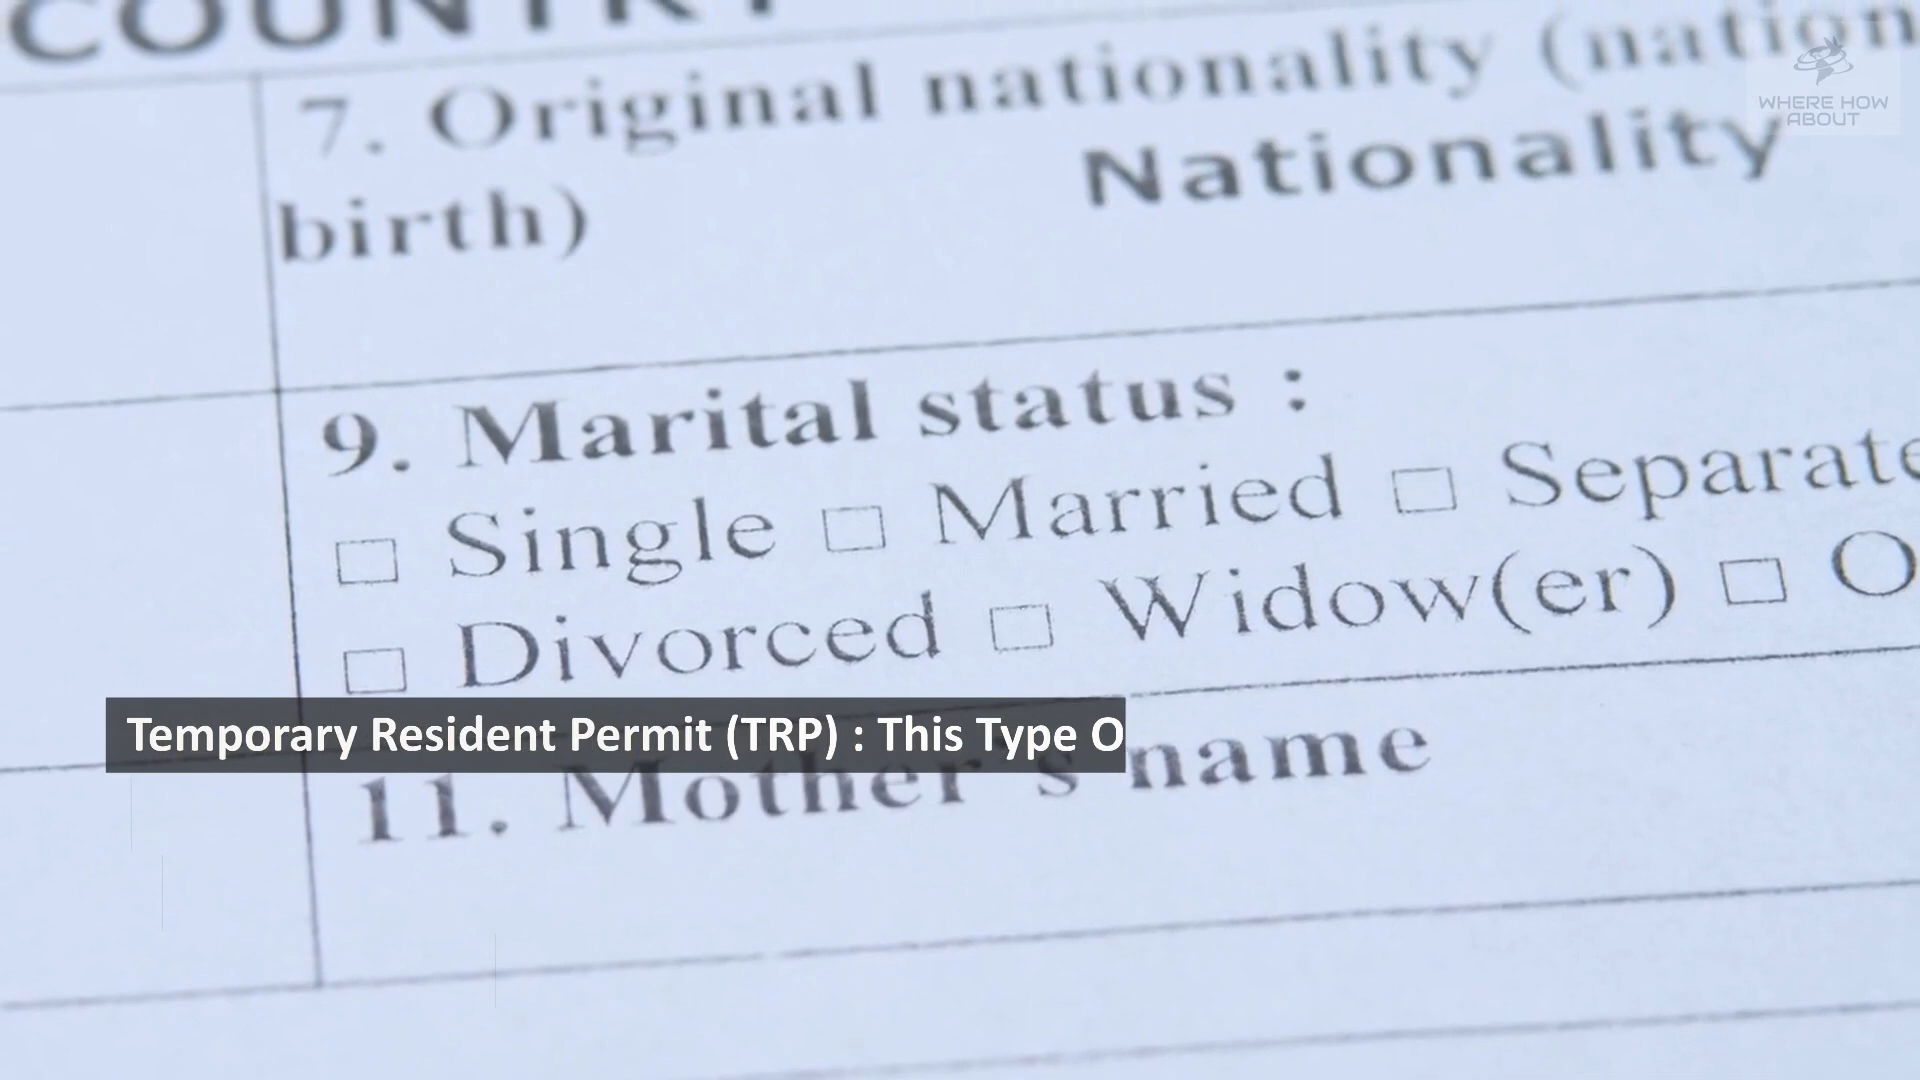 COUNTRY
7. Original nationality (nation
birth)
Nationality
WHERE HOW
ABOUT
9. Marital status :
□ Single □ Married □ Separate
□ Divorced □ Widow(er) □ O
Temporary Resident Permit (TRP) : This Type O
11. Mother's name